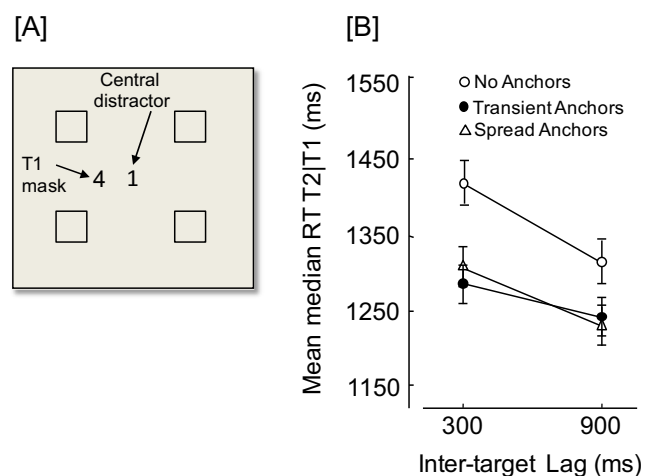 [A]
Central
distractor
T1
mask
4 1
[B]
Mean median RT T2|T1 (ms)
1550
1450
1350
1250
1150
No Anchors
Transient Anchors
Spread Anchors
300 900
Inter-target Lag (ms)